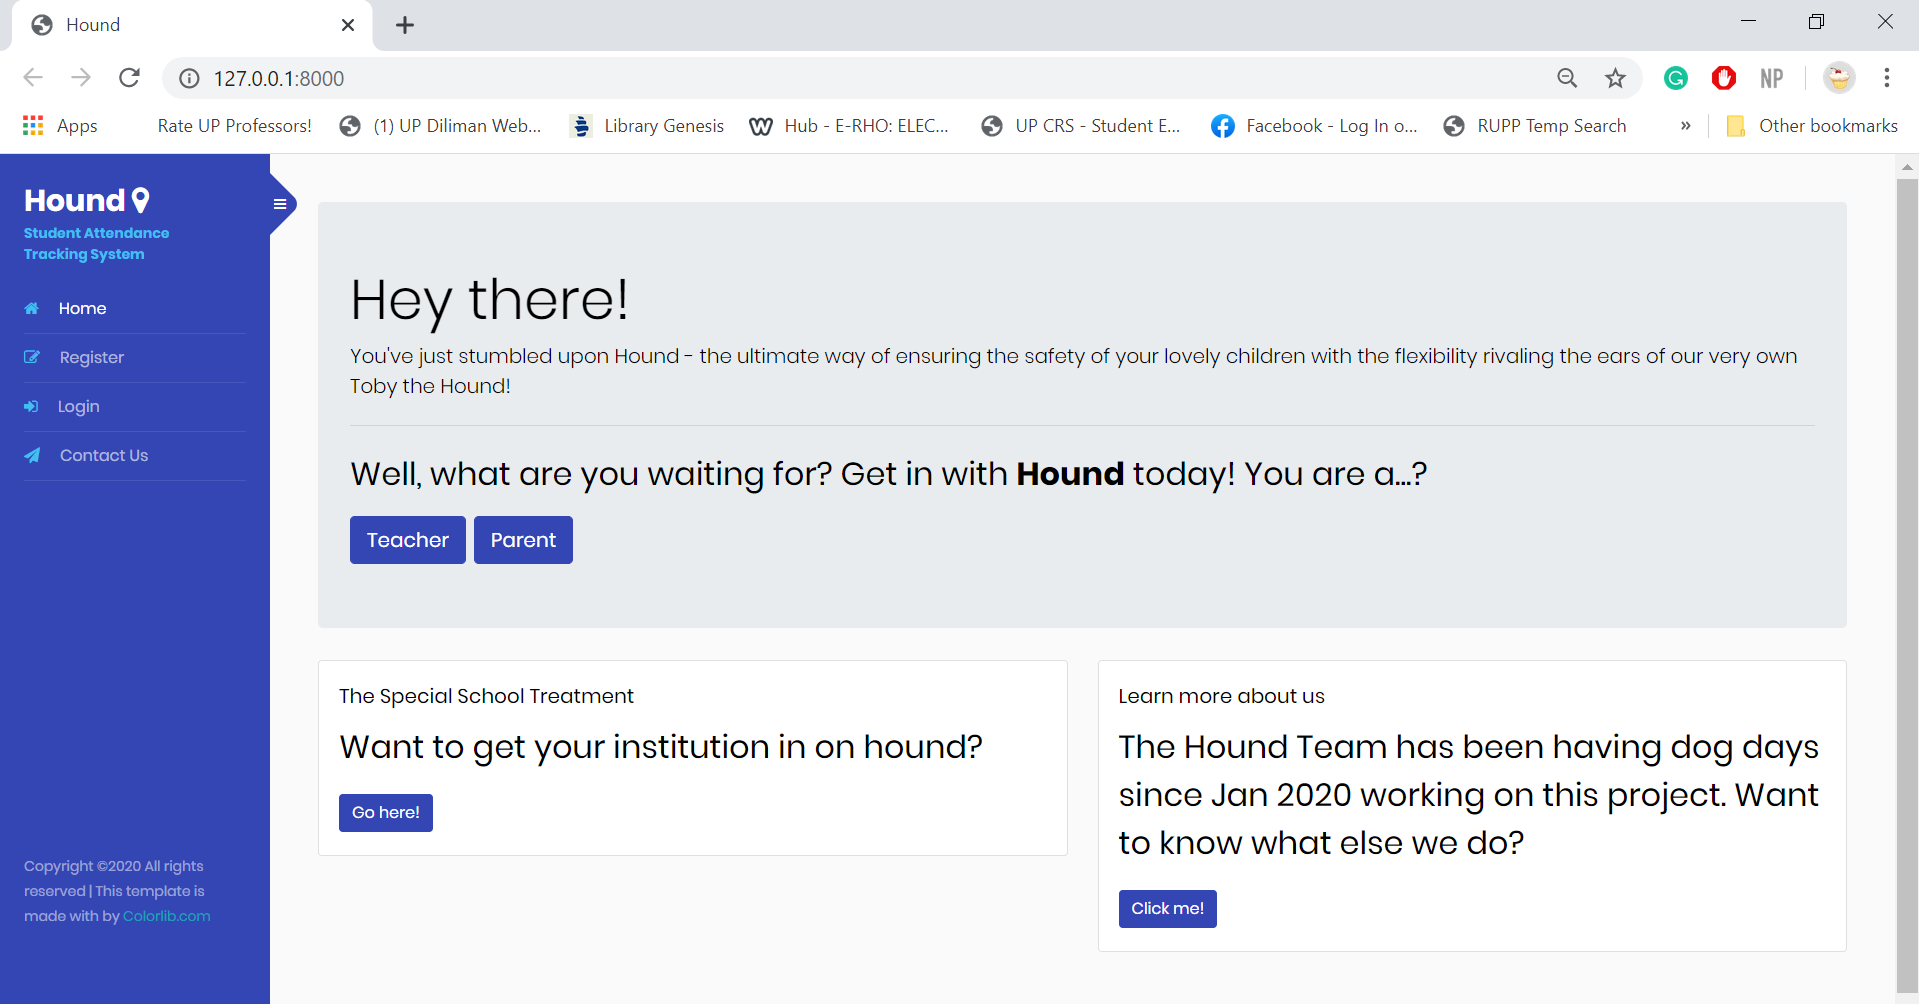 Hound
127.0.0.1:8000
NP
Apps
Rate UP Professors!
(1) UP Diliman Web...
Library Genesis
Hub - E-RHO: ELEC...
UP CRS - Student E...
Facebook - Log In o...
RUPP Temp Search
»
Other bookmarks
Hound
Student Attendance
Tracking System
Home
Register
Login
Contact Us
Copyright ©2020 All rights
reserved | This template is
made with by Colorlib.com
Hey there!
You've just stumbled upon Hound - the ultimate way of ensuring the safety of your lovely children with the flexibility rivaling the ears of our very own
Toby the Hound!
Well, what are you waiting for? Get in with Hound today! You are a...?
Teacher
Parent
The Special School Treatment
Want to get your institution in on hound?
Go here!
Learn more about us
The Hound Team has been having dog days
since Jan 2020 working on this project. Want
to know what else we do?
Click me!